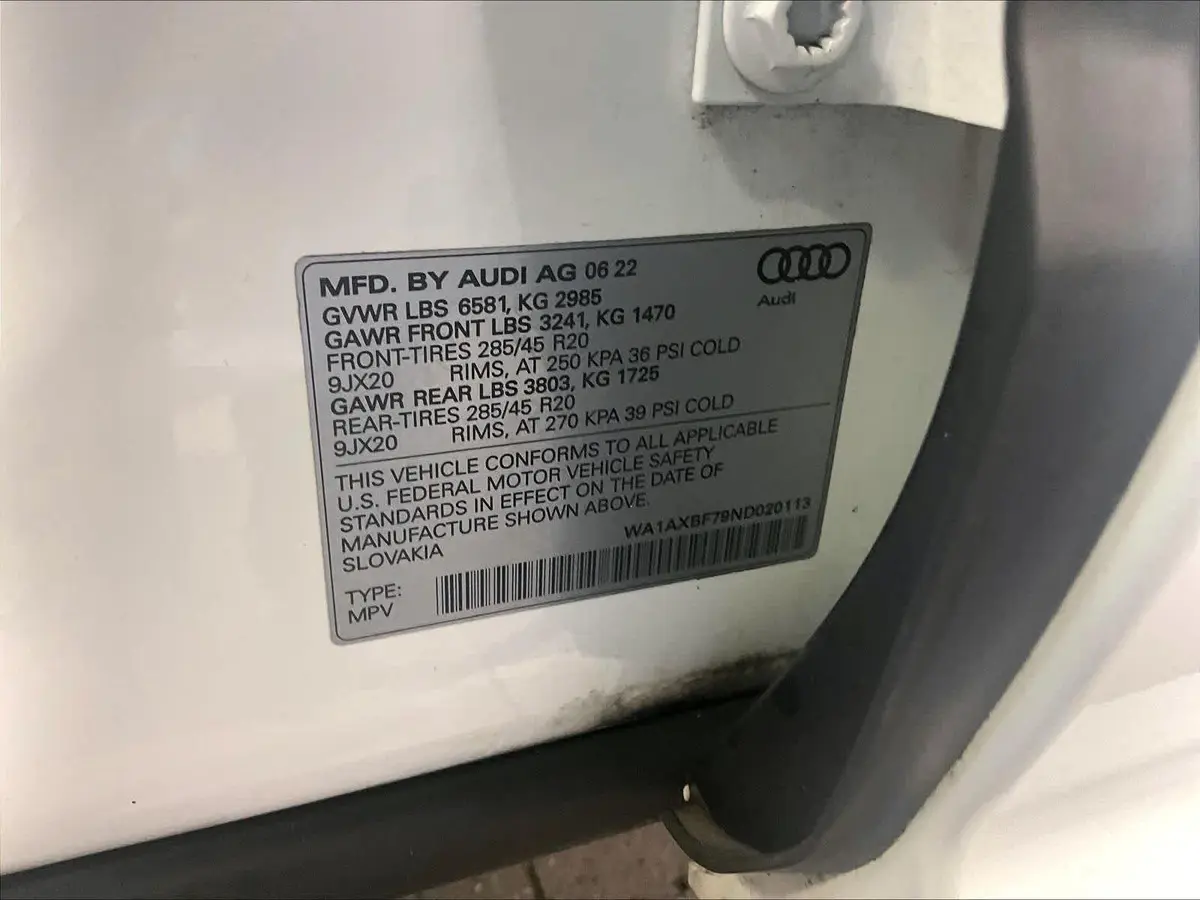 MFD. BY AUDI AG 06 22
Audi
GVWR LBS 6581, KG 2985
GAWR FRONT LBS 3241, KG 1470
FRONT-TIRES 285/45 R20
9JX20 RIMS, AT 250 KPA 36 PSI COLD
GAWR REAR LBS 3803, KG 1725
REAR-TIRES 285/45 R20
9JX20 RIMS, AT 270 KPA 39 PSI COLD
THIS VEHICLE CONFORMS TO ALL APPLICABLE
U.S. FEDERAL MOTOR VEHICLE SAFETY
STANDARDS IN EFFECT ON THE DATE OF
MANUFACTURE SHOWN ABOVE.
SLOVAKIA
WA1AXBF79ND020113
TYPE:
MPV